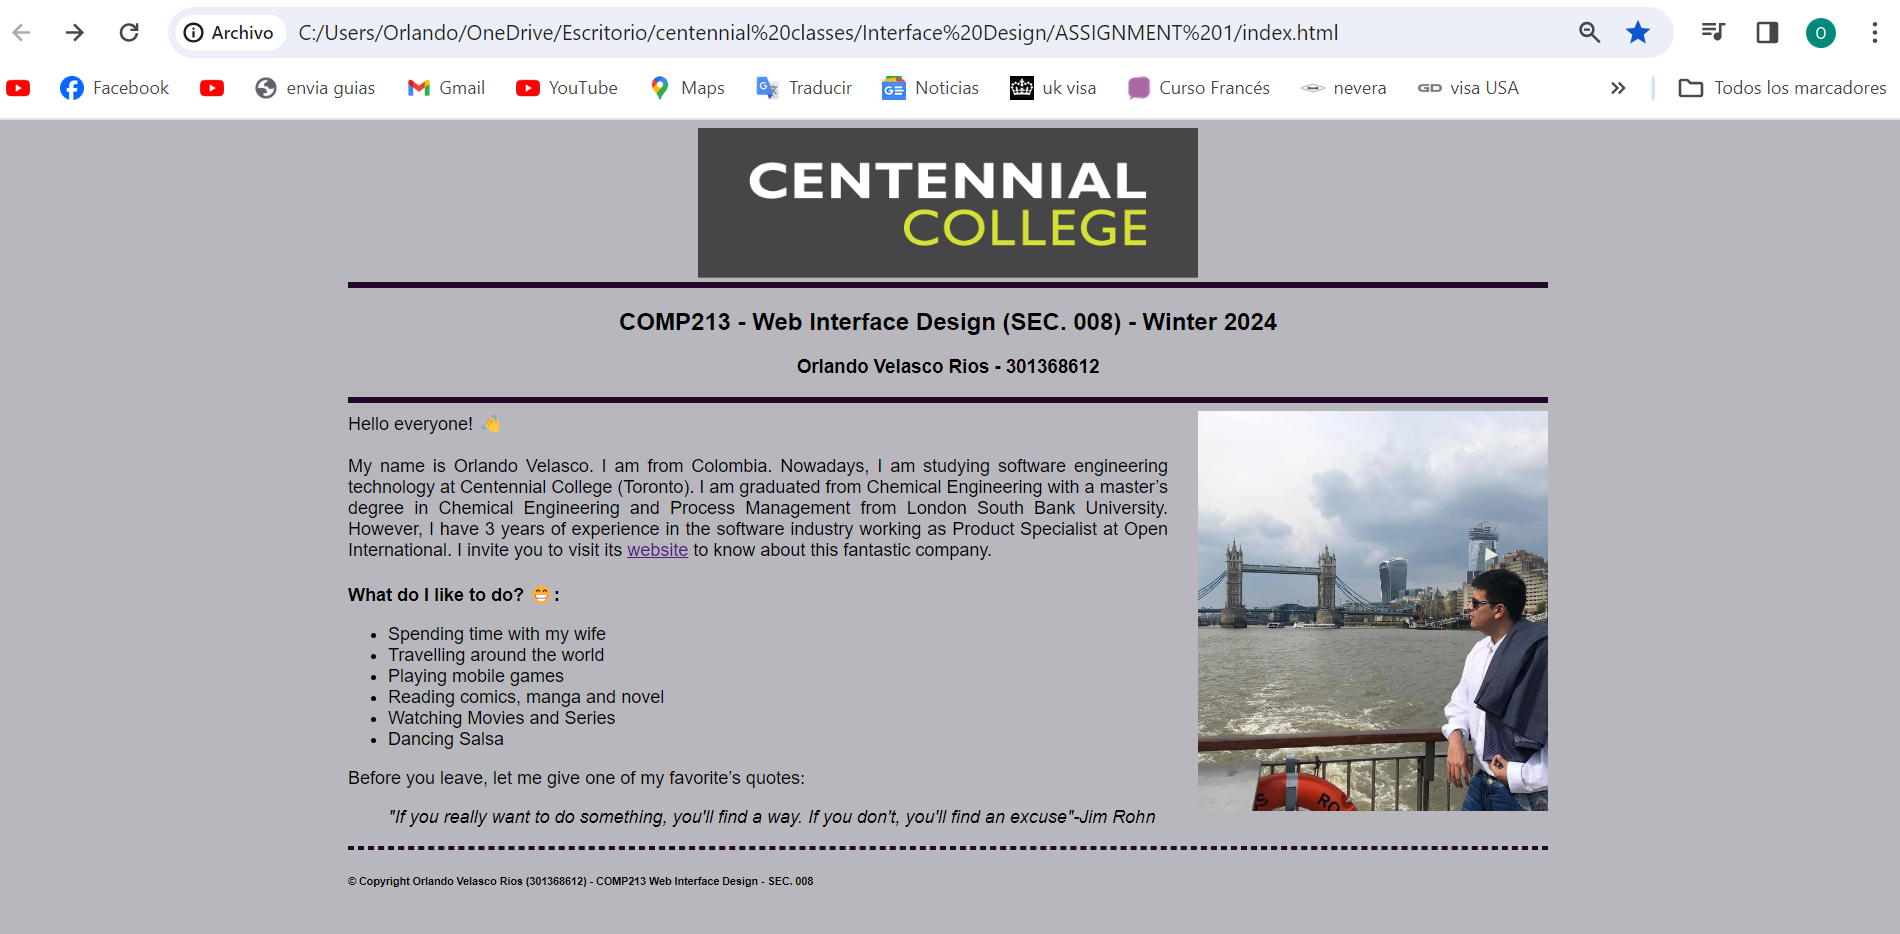 Archivo C:/Users/Orlando/OneDrive/Escritorio/centennial%20classes/Interface%20Design/ASSIGNMENT%201/index.html O
Facebook envia guias Gmail YouTube Maps Traducir Noticias uk visa Curso Francés nevera GD visa USA » Todos los marcadores
CENTENNIAL
COLLEGE
COMP213 - Web Interface Design (SEC. 008) - Winter 2024
Orlando Velasco Rios - 301368612
Hello everyone! 👋
My name is Orlando Velasco. I am from Colombia. Nowadays, I am studying software engineering
technology at Centennial College (Toronto). I am graduated from Chemical Engineering with a master’s
degree in Chemical Engineering and Process Management from London South Bank University.
However, I have 3 years of experience in the software industry working as Product Specialist at Open
International. I invite you to visit its website to know about this fantastic company.
What do I like to do? 😁 :
• Spending time with my wife
• Travelling around the world
• Playing mobile games
• Reading comics, manga and novel
• Watching Movies and Series
• Dancing Salsa
Before you leave, let me give one of my favorite’s quotes:
"If you really want to do something, you'll find a way. If you don't, you'll find an excuse"-Jim Rohn
© Copyright Orlando Velasco Rios (301368612) - COMP213 Web Interface Design - SEC. 008